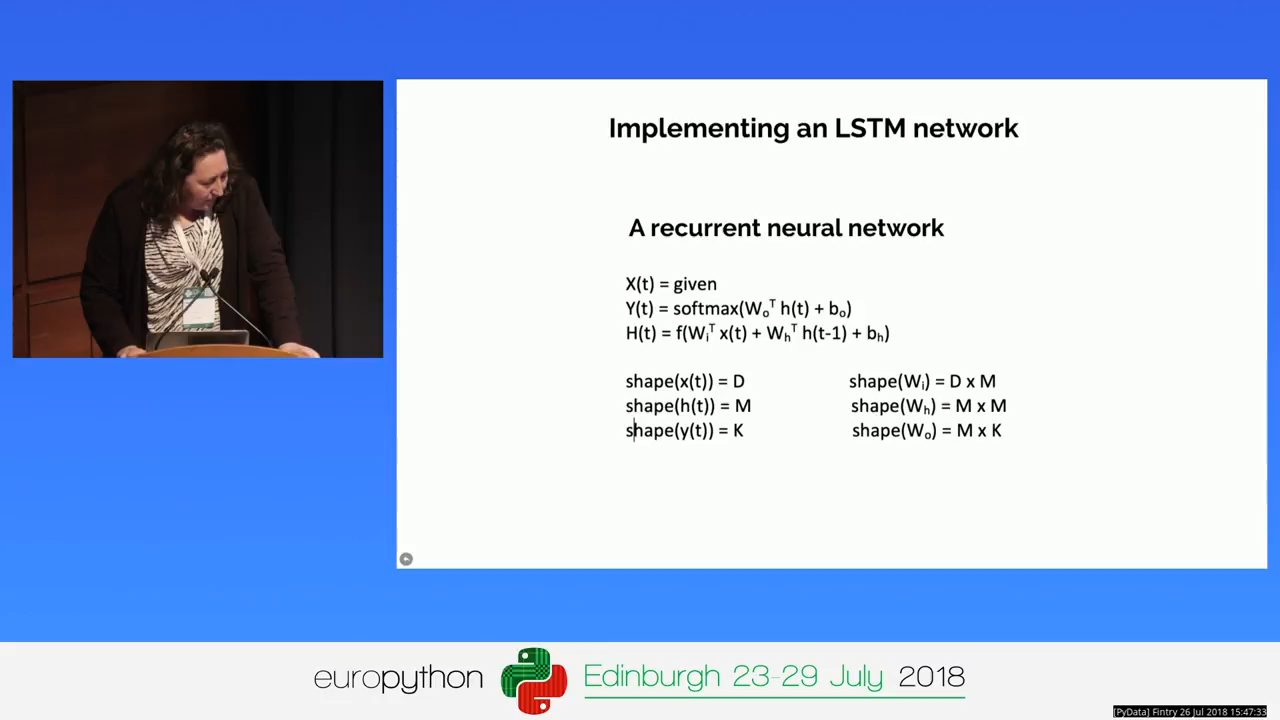 Implementing an LSTM network
A recurrent neural network
X(t) = given
Y(t) = softmax(Wₒᵀ h(t) + bₒ)
H(t) = f(Wᵢᵀ x(t) + Wₕᵀ h(t-1) + bₕ)
shape(x(t)) = D shape(Wᵢ) = D x M
shape(h(t)) = M shape(Wₕ) = M x M
shape(y(t)) = K shape(Wₒ) = M x K
europython Edinburgh 23-29 July 2018
[PyData] Fintry 26 Jul 2018 15:47:33